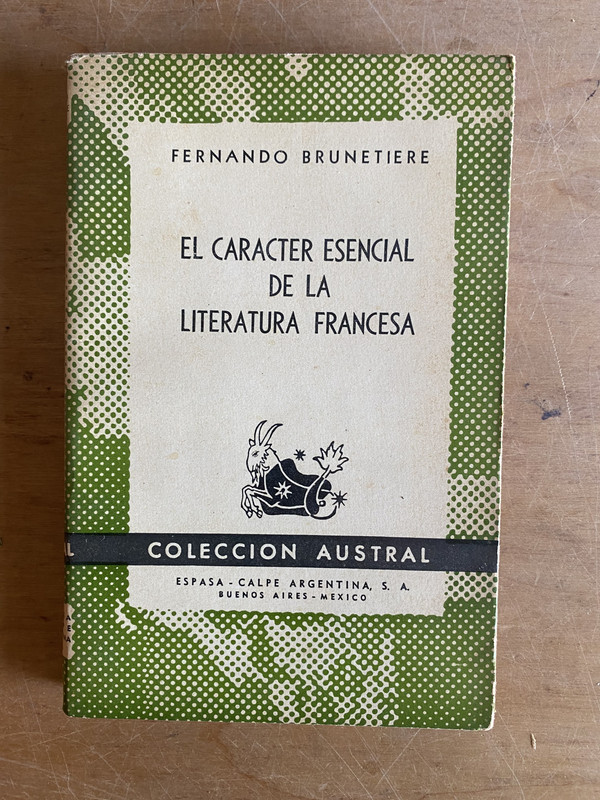 FERNANDO BRUNETIERE
EL CARACTER ESENCIAL
DE LA
LITERATURA FRANCESA
COLECCION AUSTRAL
ESPASA - CALPE ARGENTINA, S. A.
BUENOS AIRES - MEXICO